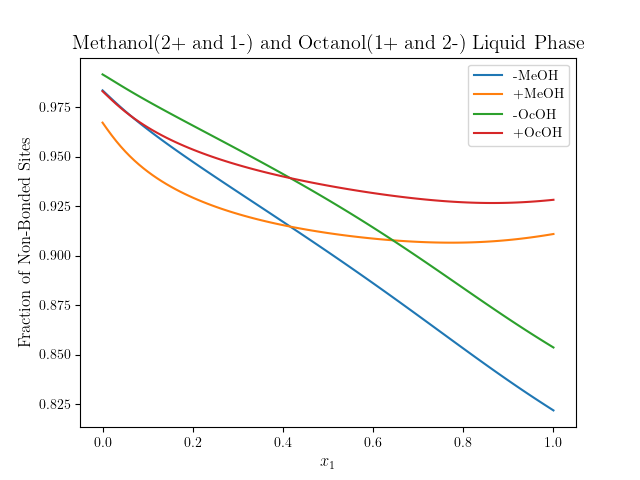 Methanol(2+ and 1-) and Octanol(1+ and 2-) Liquid Phase
-MeOH
+MeOH
-OcOH
+OcOH
0.975
0.950
0.925
0.900
0.875
0.850
0.825
Fraction of Non-Bonded Sites
0.0 0.2 0.4 0.6 0.8 1.0
x₁